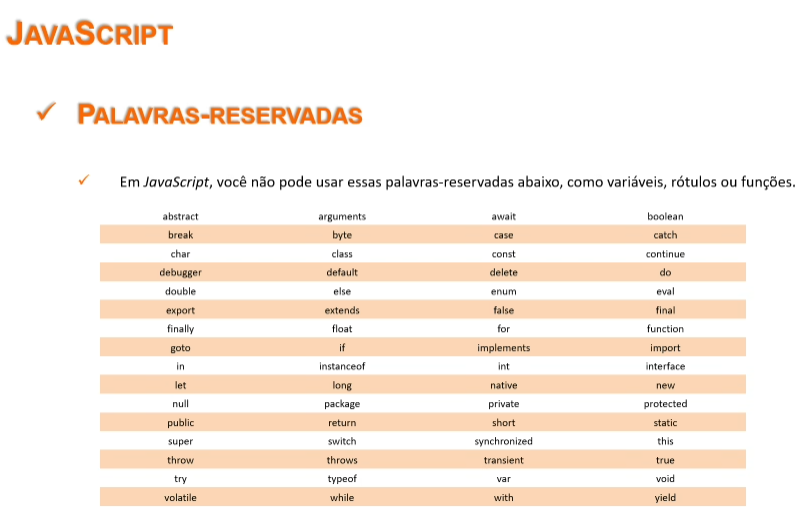 JAVASCRIPT
PALAVRAS-RESERVADAS
Em JavaScript, você não pode usar essas palavras-reservadas abaixo, como variáveis, rótulos ou funções.
abstract arguments await boolean
break byte case catch
char class const continue
debugger default delete do
double else enum eval
export extends false final
finally float for function
goto if implements import
in instanceof int interface
let long native new
null package private protected
public return short static
super switch synchronized this
throw throws transient true
try typeof var void
volatile while with yield